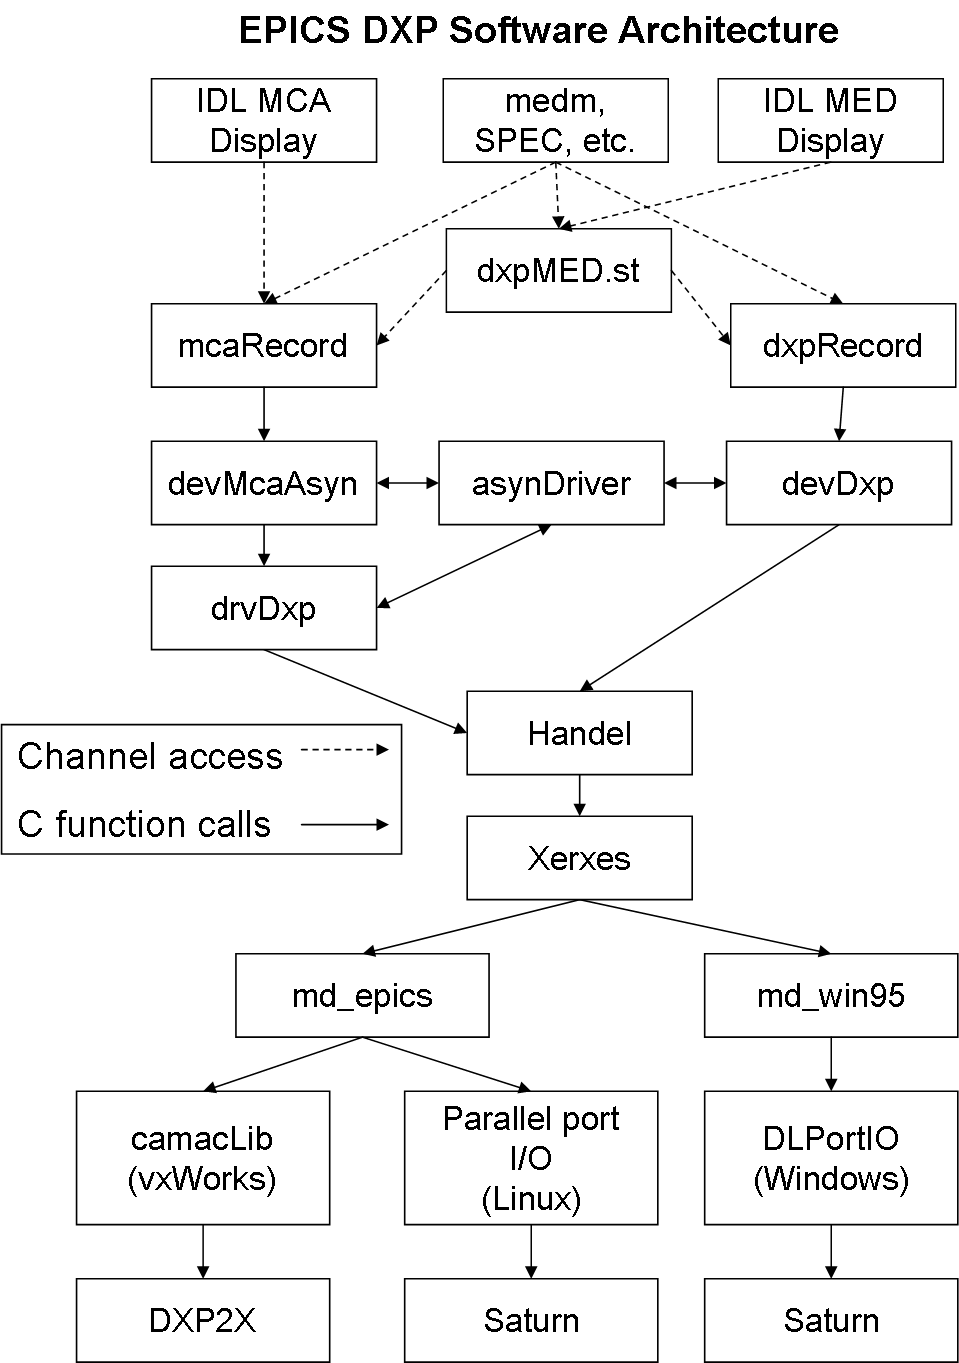 EPICS DXP Software Architecture
IDL MCA
Display
medm,
SPEC, etc.
IDL MED
Display
dxpMED.st
mcaRecord
dxpRecord
devMcaAsyn
asynDriver
devDxp
drvDxp
Handel
Channel access
C function calls
Xerxes
md_epics
md_win95
camacLib
(vxWorks)
Parallel port
I/O
(Linux)
DLPortIO
(Windows)
DXP2X
Saturn
Saturn